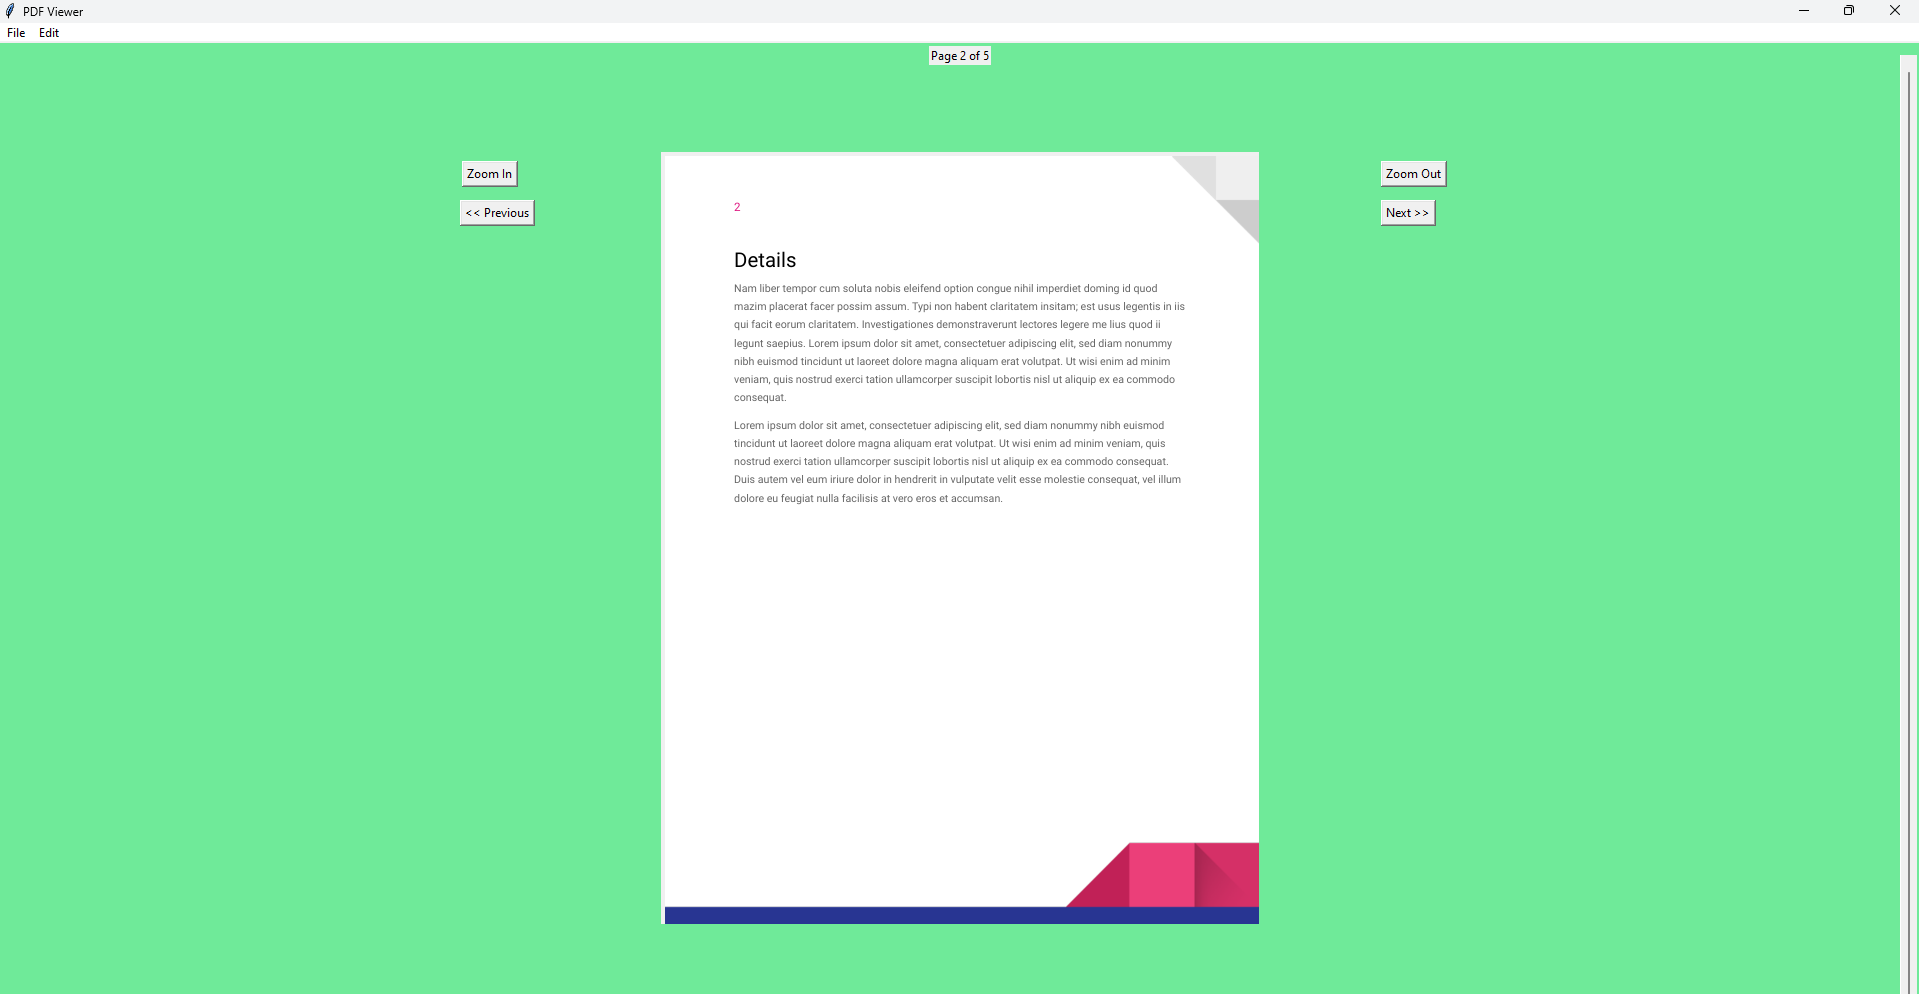 PDF Viewer
File Edit
Page 2 of 5
Zoom In
Zoom Out
<< Previous
Next >>
2
Details
Nam liber tempor cum soluta nobis eleifend option congue nihil imperdiet doming id quod
mazim placerat facer possim assum. Typi non habent claritatem insitam; est usus legentis in iis
qui facit eorum claritatem. Investigationes demonstraverunt lectores legere me lius quod ii
legunt saepius. Lorem ipsum dolor sit amet, consectetuer adipiscing elit, sed diam nonummy
nibh euismod tincidunt ut laoreet dolore magna aliquam erat volutpat. Ut wisi enim ad minim
veniam, quis nostrud exerci tation ullamcorper suscipit lobortis nisl ut aliquip ex ea commodo
consequat.
Lorem ipsum dolor sit amet, consectetuer adipiscing elit, sed diam nonummy nibh euismod
tincidunt ut laoreet dolore magna aliquam erat volutpat. Ut wisi enim ad minim veniam, quis
nostrud exerci tation ullamcorper suscipit lobortis nisl ut aliquip ex ea commodo consequat.
Duis autem vel eum iriure dolor in hendrerit in vulputate velit esse molestie consequat, vel illum
dolore eu feugiat nulla facilisis at vero eros et accumsan.